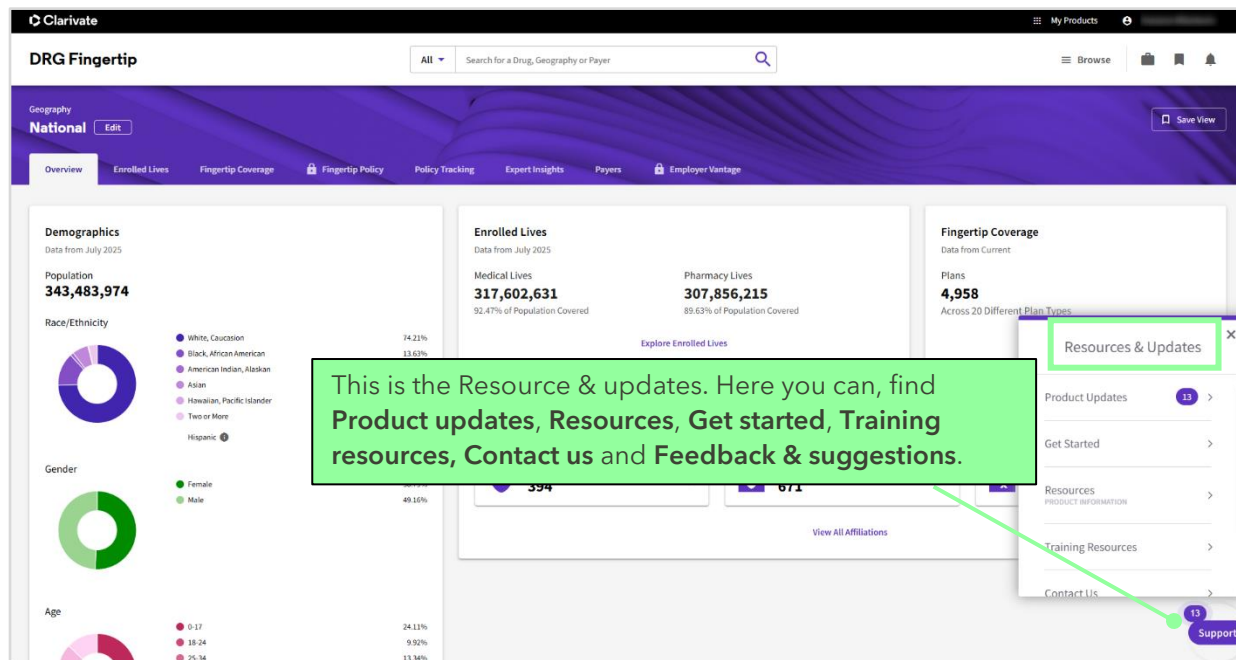 Clarivate
My Products
DRG Fingertip
All
Search for a Drug, Geography or Payer
Browse
Geography
National
Edit
Save View
Overview
Enrolled Lives
Fingertip Coverage
Fingertip Policy
Policy Tracking
Expert Insights
Payers
Employer Vantage
Demographics
Data from July 2025
Population
343,483,974
Race/Ethnicity
White, Caucasion 74.21%
Black, African American 13.63%
American Indian, Alaskan
Asian
Hawaiian, Pacific Islander
Two or More
Hispanic
Gender
Female
Male 49.16%
Age
0-17 24.11%
18-24 9.92%
25-34 13.34%
Enrolled Lives
Data from July 2025
Medical Lives
317,602,631
92.47% of Population Covered
Pharmacy Lives
307,856,215
89.63% of Population Covered
Explore Enrolled Lives
394
671
View All Affiliations
Fingertip Coverage
Data from Current
Plans
4,958
Across 20 Different Plan Types
This is the Resource & updates. Here you can, find
Product updates, Resources, Get started, Training
resources, Contact us and Feedback & suggestions.
Resources & Updates
Product Updates 13
Get Started
Resources
PRODUCT INFORMATION
Training Resources
Contact Us
13
Support